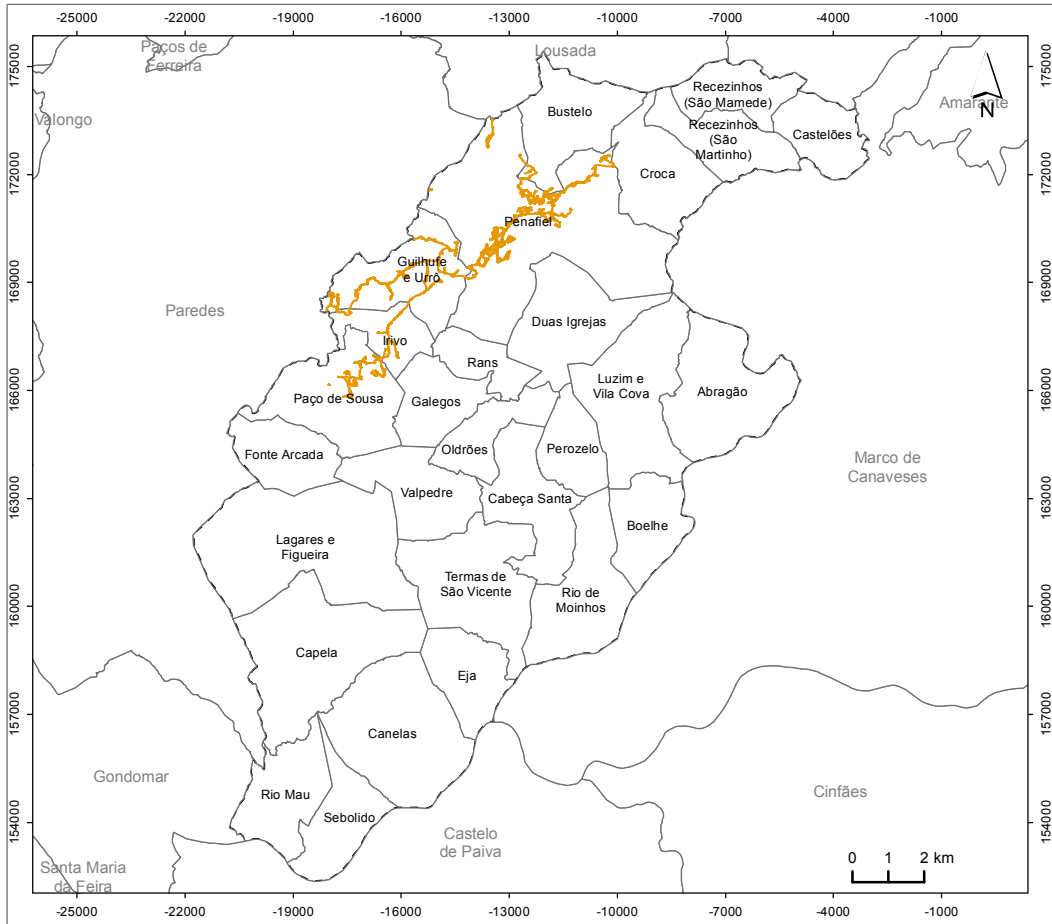 -25000 -22000 -19000 -16000 -13000 -10000 -7000 -4000 -1000
Paços de
Ferreira
Lousada
175000
175000
Recezinhos
(São Mamede)
Amarante
N
Bustelo
Valongo
Recezinhos
(São
Martinho)
Castelões
172000
172000
Croca
Penafiel
Guilhufe
e Urrô
169000
169000
Paredes
Duas Igrejas
Irivo
Rans
Luzim e
Vila Cova
Abragão
166000
166000
Paço de Sousa
Galegos
Fonte Arcada
Oldrões
Perozelo
Marco de
Canaveses
Valpedre
Cabeça Santa
163000
163000
Boelhe
Lagares e
Figueira
Termas de
São Vicente
Rio de
Moinhos
160000
160000
Capela
Eja
157000
157000
Canelas
Gondomar
Rio Mau
Cinfães
Sebolido
154000
154000
Castelo
de Paiva
0 1 2 km
Santa Maria
da Feira
-25000 -22000 -19000 -16000 -13000 -10000 -7000 -4000 -1000